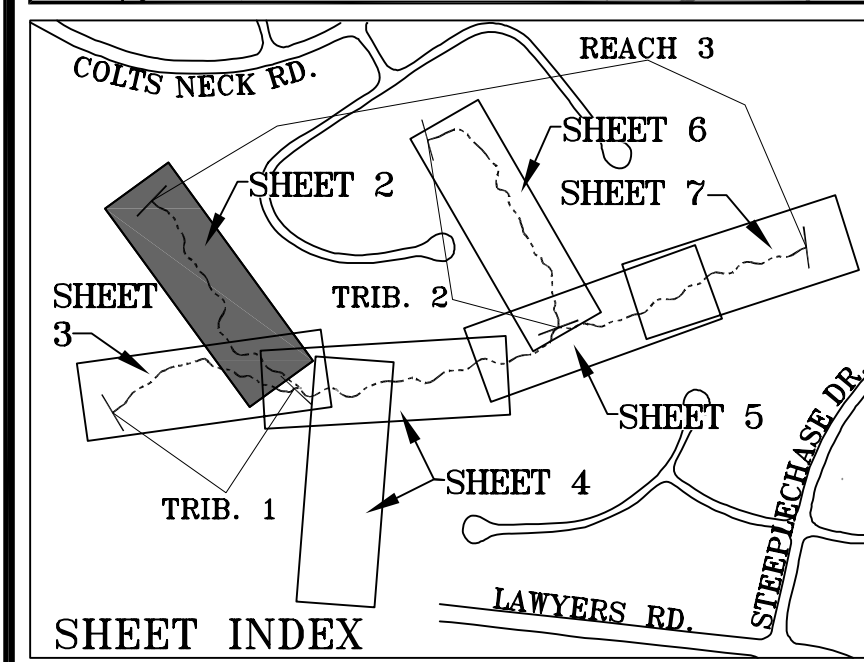 REACH 3
COLTS NECK RD.
SHEET 6
SHEET 2
SHEET 7
SHEET
3
TRIB. 2
SHEET 5
STEEPLECHASE DR.
SHEET 4
TRIB. 1
LAWYERS RD.
SHEET INDEX